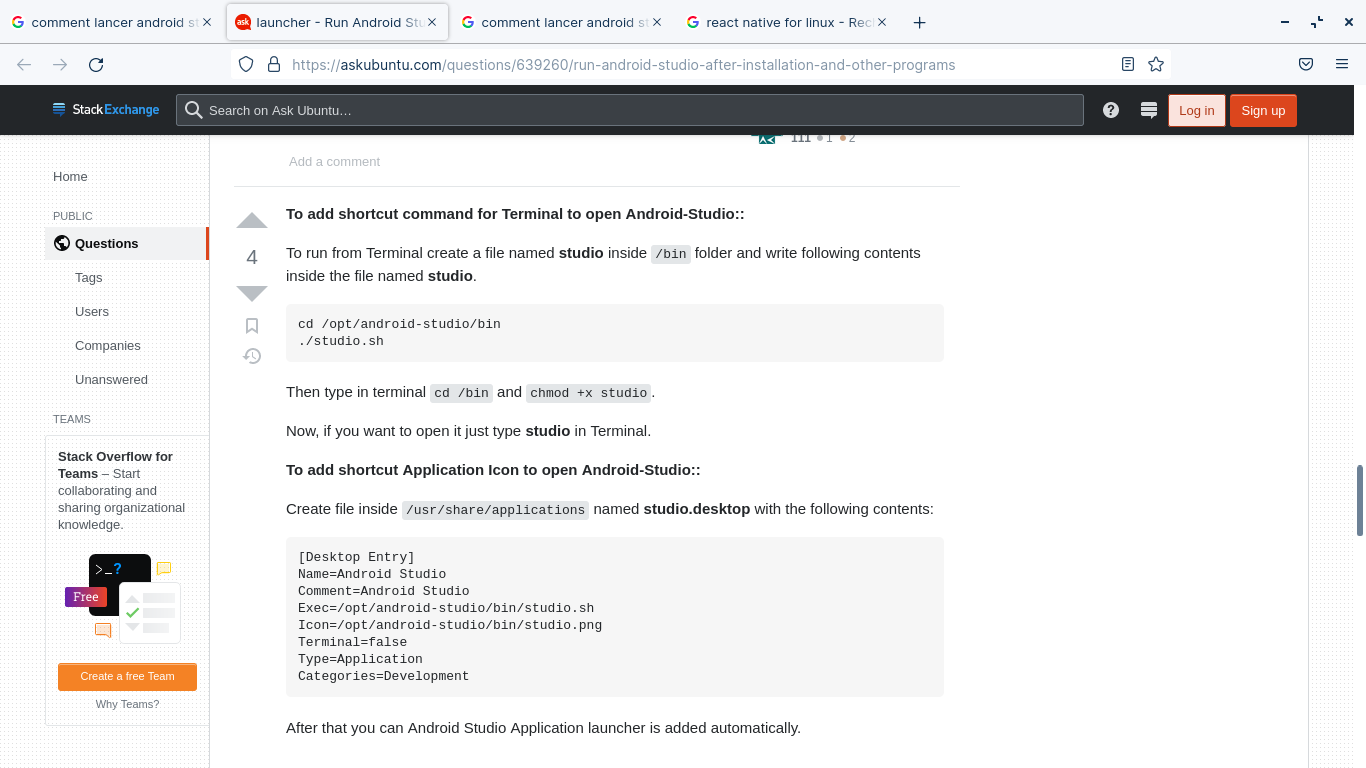 comment lancer android st
launcher - Run Android Stu
comment lancer android st
react native for linux - Rec
https://askubuntu.com/questions/639260/run-android-studio-after-installation-and-other-programs
StackExchange
Search on Ask Ubuntu…
Log in
Sign up
111 1 2
Add a comment
Home
PUBLIC
Questions
Tags
Users
Companies
Unanswered
TEAMS
Stack Overflow for
Teams – Start
collaborating and
sharing organizational
knowledge.
>_?
Free
Create a free Team
Why Teams?
4
To add shortcut command for Terminal to open Android-Studio::
To run from Terminal create a file named studio inside /bin folder and write following contents
inside the file named studio.
cd /opt/android-studio/bin
./studio.sh
Then type in terminal cd /bin and chmod +x studio.
Now, if you want to open it just type studio in Terminal.
To add shortcut Application Icon to open Android-Studio::
Create file inside /usr/share/applications named studio.desktop with the following contents:
[Desktop Entry]
Name=Android Studio
Comment=Android Studio
Exec=/opt/android-studio/bin/studio.sh
Icon=/opt/android-studio/bin/studio.png
Terminal=false
Type=Application
Categories=Development
After that you can Android Studio Application launcher is added automatically.